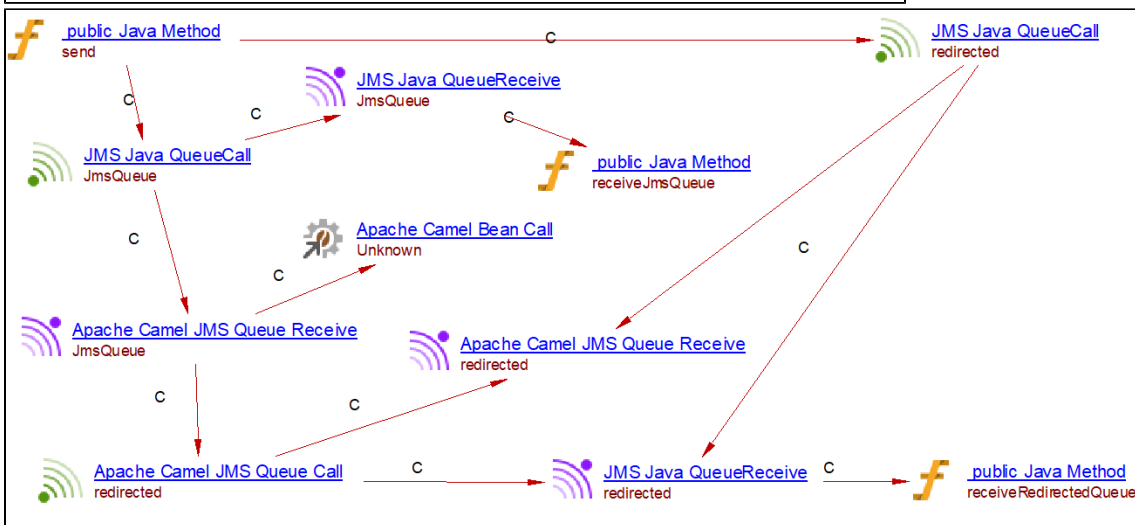 public Java Method
send
C
JMS Java QueueCall
redirected
JMS Java QueueReceive
JmsQueue
C
C
C
JMS Java QueueCall
JmsQueue
public Java Method
receiveJmsQueue
Apache Camel Bean Call
Unknown
C
C
C
Apache Camel JMS Queue Receive
JmsQueue
Apache Camel JMS Queue Receive
redirected
C
C
Apache Camel JMS Queue Call
redirected
C
JMS Java QueueReceive
redirected
C
public Java Method
receiveRedirectedQueue